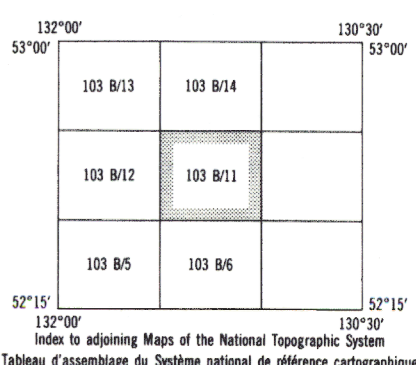 132°00′ 130°30′
53°00′ 53°00′
103 B/13 103 B/14
103 B/12 103 B/11
103 B/5 103 B/6
52°15′ 52°15′
132°00′ 130°30′
Index to adjoining Maps of the National Topographic System
Tableau d'assemblage du Système national de référence cartographique